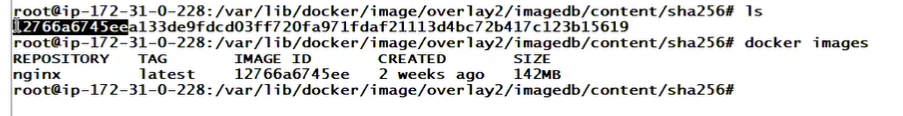 root@ip-172-31-0-228:/var/lib/docker/image/overlay2/imagedb/content/sha256# ls
12766a6745eea133de9fdcd03ff720fa971fdaf21113d4bc72b417c123b15619
root@ip-172-31-0-228:/var/lib/docker/image/overlay2/imagedb/content/sha256# docker images
REPOSITORY TAG IMAGE ID CREATED SIZE
nginx latest 12766a6745ee 2 weeks ago 142MB
root@ip-172-31-0-228:/var/lib/docker/image/overlay2/imagedb/content/sha256#